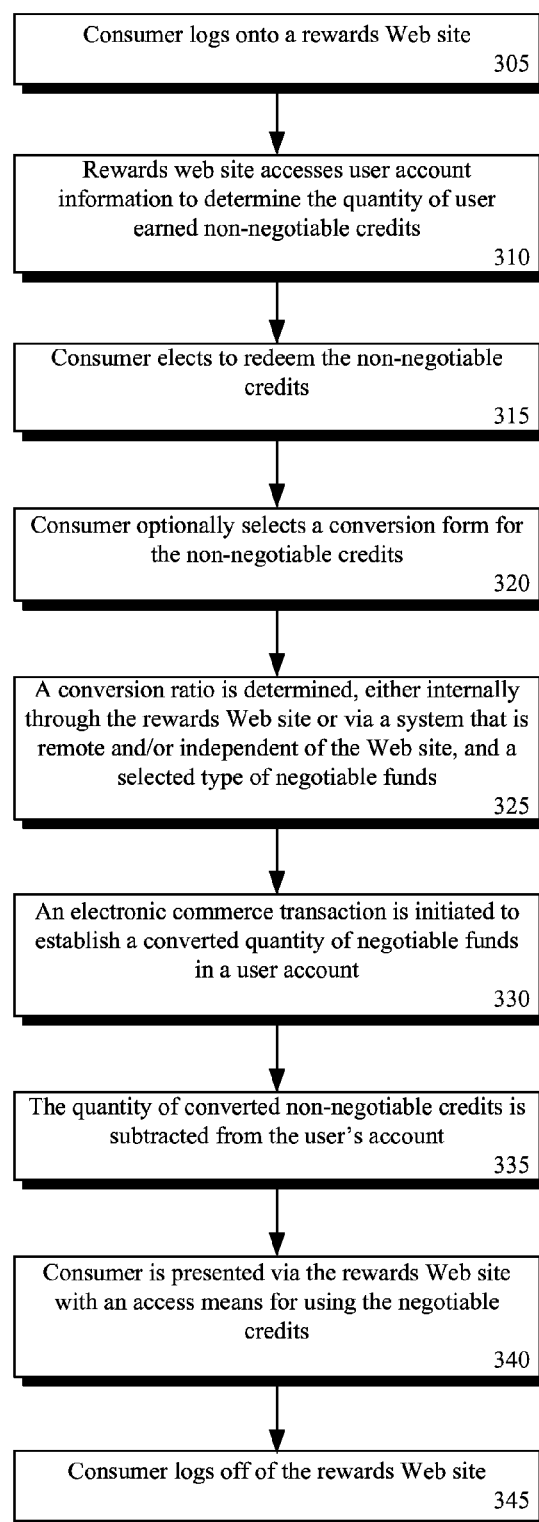 Consumer logs onto a rewards Web site
305
Rewards web site accesses user account
information to determine the quantity of user
earned non-negotiable credits
310
Consumer elects to redeem the non-negotiable
credits
315
Consumer optionally selects a conversion form for
the non-negotiable credits
320
A conversion ratio is determined, either internally
through the rewards Web site or via a system that is
remote and/or independent of the Web site, and a
selected type of negotiable funds
325
An electronic commerce transaction is initiated to
establish a converted quantity of negotiable funds
in a user account
330
The quantity of converted non-negotiable credits is
subtracted from the user's account
335
Consumer is presented via the rewards Web site
with an access means for using the negotiable
credits
340
Consumer logs off of the rewards Web site
345